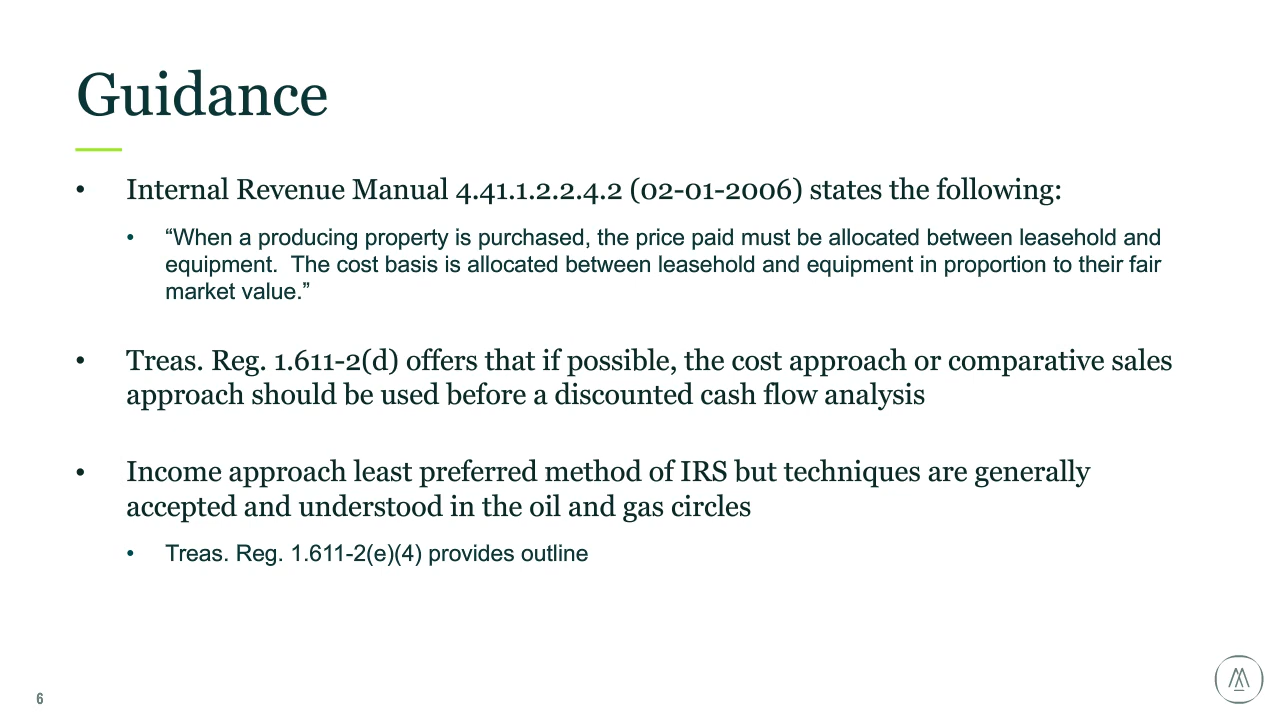 Guidance
• Internal Revenue Manual 4.41.1.2.2.4.2 (02-01-2006) states the following:
• “When a producing property is purchased, the price paid must be allocated between leasehold and
equipment.  The cost basis is allocated between leasehold and equipment in proportion to their fair
market value.”
• Treas. Reg. 1.611-2(d) offers that if possible, the cost approach or comparative sales
approach should be used before a discounted cash flow analysis
• Income approach least preferred method of IRS but techniques are generally
accepted and understood in the oil and gas circles
• Treas. Reg. 1.611-2(e)(4) provides outline
6